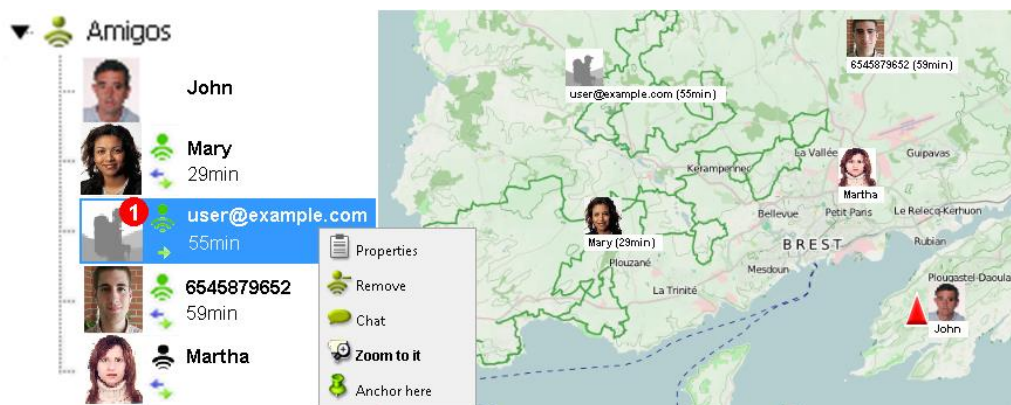 Amigos
John
Mary
29min
1
user@example.com
55min
6545879652
59min
Martha
Properties
Remove
Chat
Zoom to it
Anchor here
6545879652 (59min)
user@example.com (55min)
La Vallée
Guipavas
Kerampennec
Martha
Bellevue
Petit Paris
Le Relecq-Kerhuon
Mary (29min)
BREST
Rubian
Plouzané
Mesdoun
Plougastel-Daoula
La Trinité
John